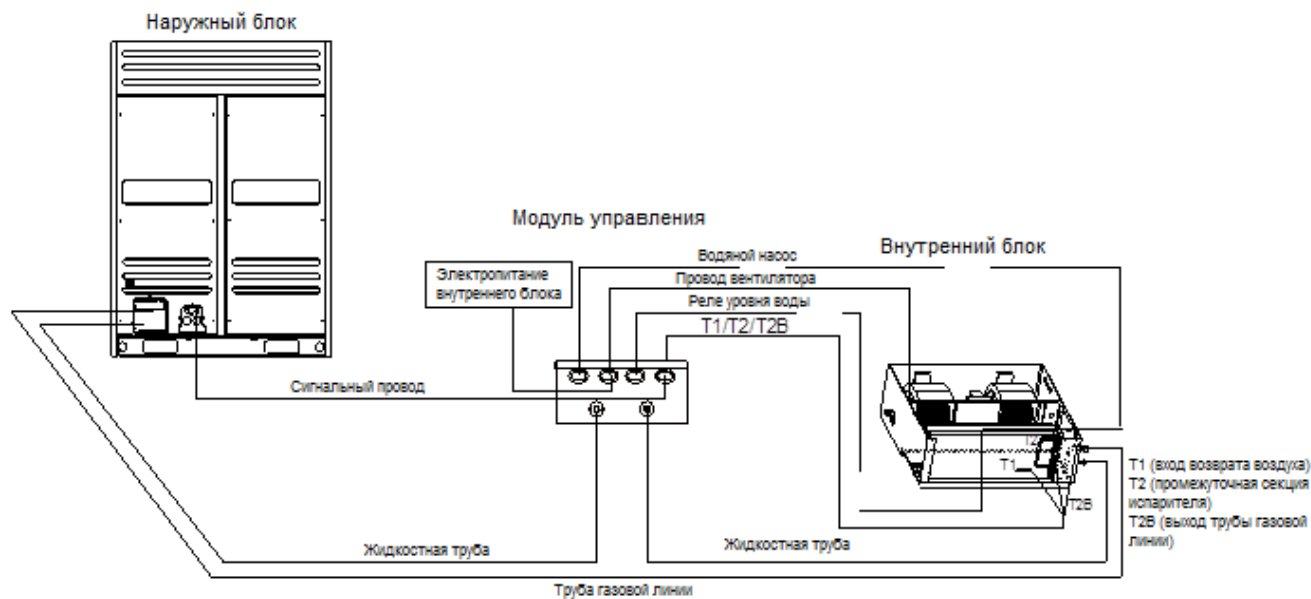 Наружный блок
Модуль управления
Внутренний блок
Водяной насос
Электропитание
внутреннего блока
Провод вентилятора
Реле уровня воды
T1/T2/T2B
Сигнальный провод
T2
T1
T2B
T1 (вход возврата воздуха)
T2 (промежуточная секция
испарителя)
T2B (выход трубы газовой
линии)
Жидкостная труба
Жидкостная труба
Труба газовой линии